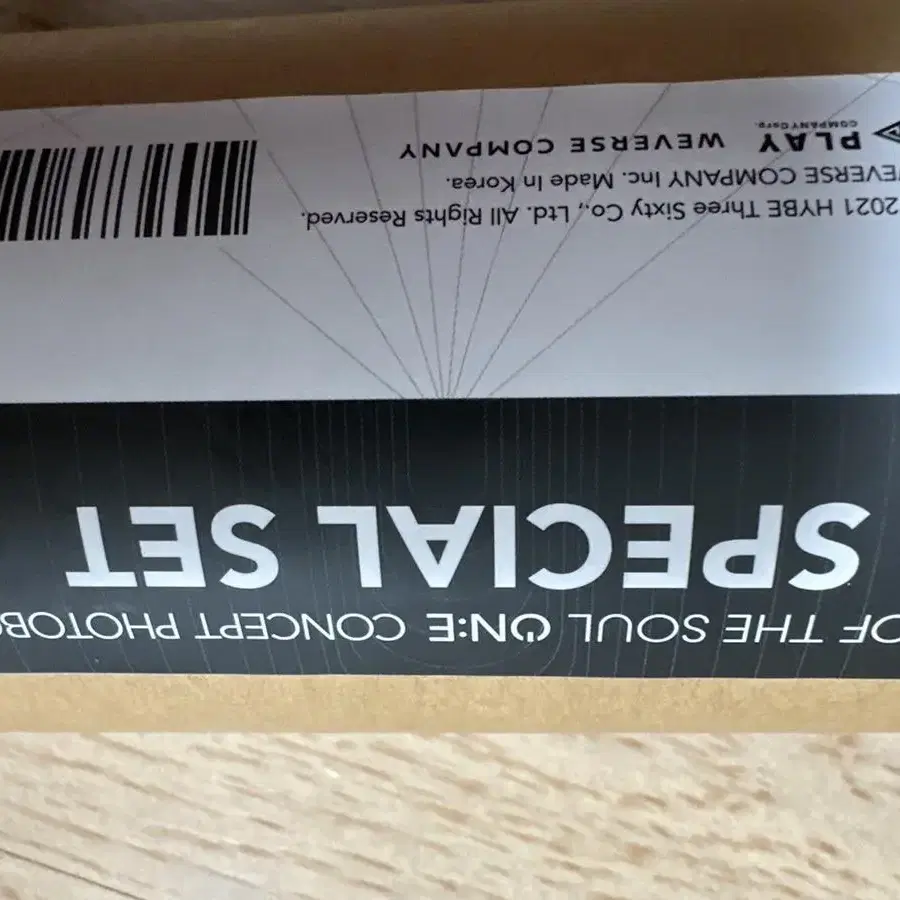 OF THE SOUL ON:E CONCEPT PHOTOBO
SPECIAL SET
2021 HYBE Three Sixty Co., Ltd. All Rights Reserved.
WEVERSE COMPANY Inc. Made In Korea.
PLAY COMPANY Corp. WEVERSE COMPANY